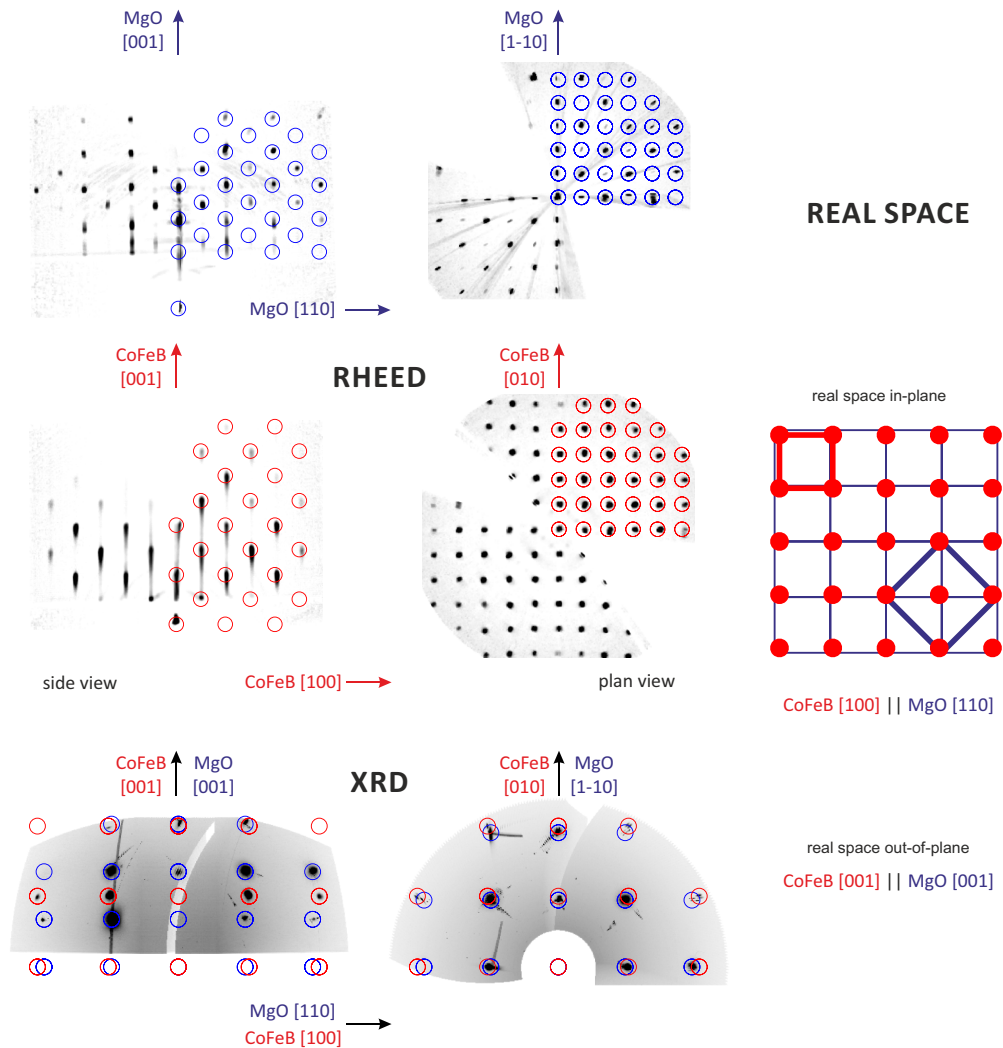 MgO
[001]
MgO
[1-10]
REAL SPACE
MgO [110]
CoFeB
[001]
RHEED
CoFeB
[010]
real space in-plane
side view
CoFeB [100]
plan view
CoFeB [100] || MgO [110]
CoFeB
[001]
MgO
[001]
XRD
CoFeB
[010]
MgO
[1-10]
real space out-of-plane
CoFeB [001] || MgO [001]
MgO [110]
CoFeB [100]